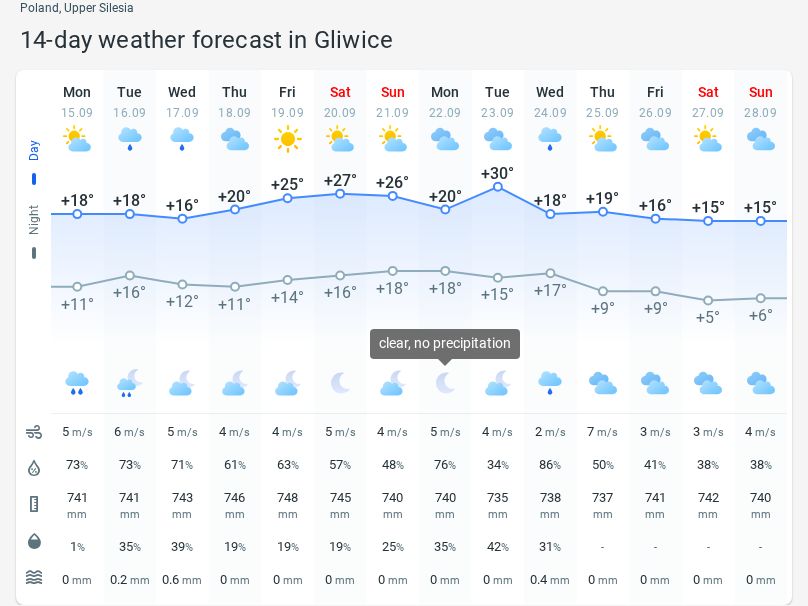 Poland, Upper Silesia
14-day weather forecast in Gliwice
Mon Tue Wed Thu Fri Sat Sun Mon Tue Wed Thu Fri Sat Sun
15.09 16.09 17.09 18.09 19.09 20.09 21.09 22.09 23.09 24.09 25.09 26.09 27.09 28.09
Day
Night
+18° +18° +16° +20° +25° +27° +26° +20° +30° +18° +19° +16° +15° +15°
+11° +16° +12° +11° +14° +16° +18° +18° +15° +17° +9° +9° +5° +6°
clear, no precipitation
5 m/s 6 m/s 5 m/s 4 m/s 4 m/s 5 m/s 4 m/s 5 m/s 4 m/s 2 m/s 7 m/s 3 m/s 3 m/s 4 m/s
73% 73% 71% 61% 63% 57% 48% 76% 34% 86% 50% 41% 38% 38%
741 741 743 746 748 745 740 740 735 738 737 741 742 740
mm mm mm mm mm mm mm mm mm mm mm mm mm mm
1% 35% 39% 19% 19% 19% 25% 35% 42% 31% - - - -
0 mm 0.2 mm 0.6 mm 0 mm 0 mm 0 mm 0 mm 0 mm 0 mm 0.4 mm 0 mm 0 mm 0 mm 0 mm